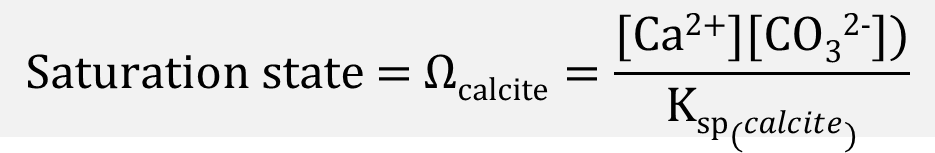 Saturation state = Ω_calcite = [Ca²⁺][CO₃²⁻]) / K_sp(calcite)